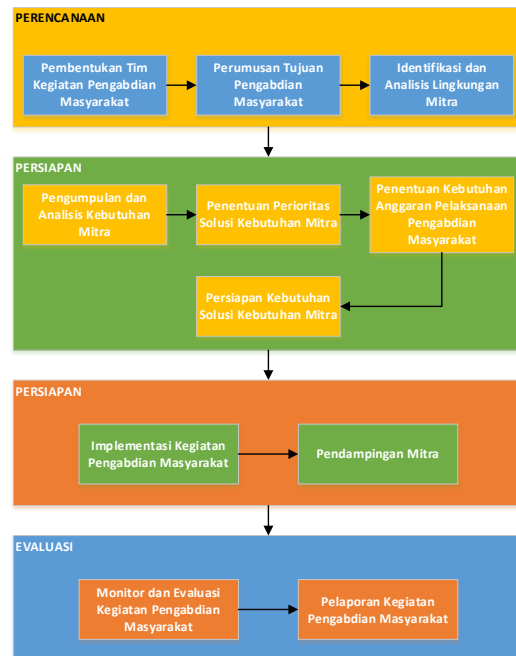 PERENCANAAN
Pembentukan Tim
Kegiatan Pengabdian
Masyarakat
Perumusan Tujuan
Pengabdian
Masyarakat
Identifikasi dan
Analisis Lingkungan
Mitra
PERSIAPAN
Pengumpulan dan
Analisis Kebutuhan
Mitra
Penentuan Perioritas
Solusi Kebutuhan Mitra
Penentuan Kebutuhan
Anggaran Pelaksanaan
Pengabdian
Masyarakat
Persiapan Kebutuhan
Solusi Kebutuhan Mitra
PERSIAPAN
Implementasi Kegiatan
Pengabdian Masyarakat
Pendampingan Mitra
EVALUASI
Monitor dan Evaluasi
Kegiatan Pengabdian
Masyarakat
Pelaporan Kegiatan
Pengabdian Masyarakat